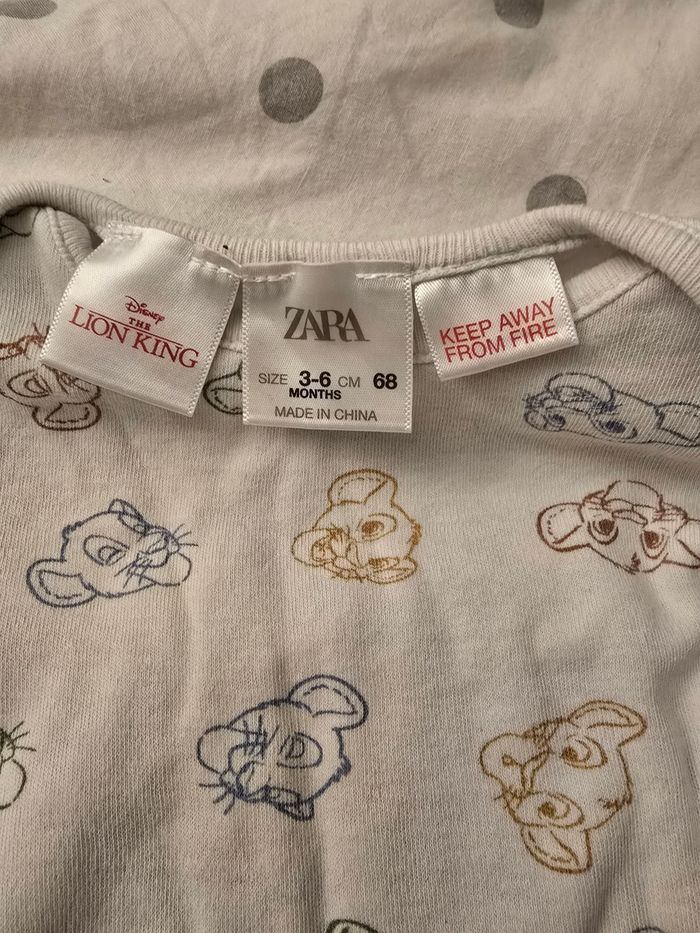 Disney
THE
LION KING
ZARA
SIZE 3-6 CM 68
MONTHS
MADE IN CHINA
KEEP AWAY
FROM FIRE